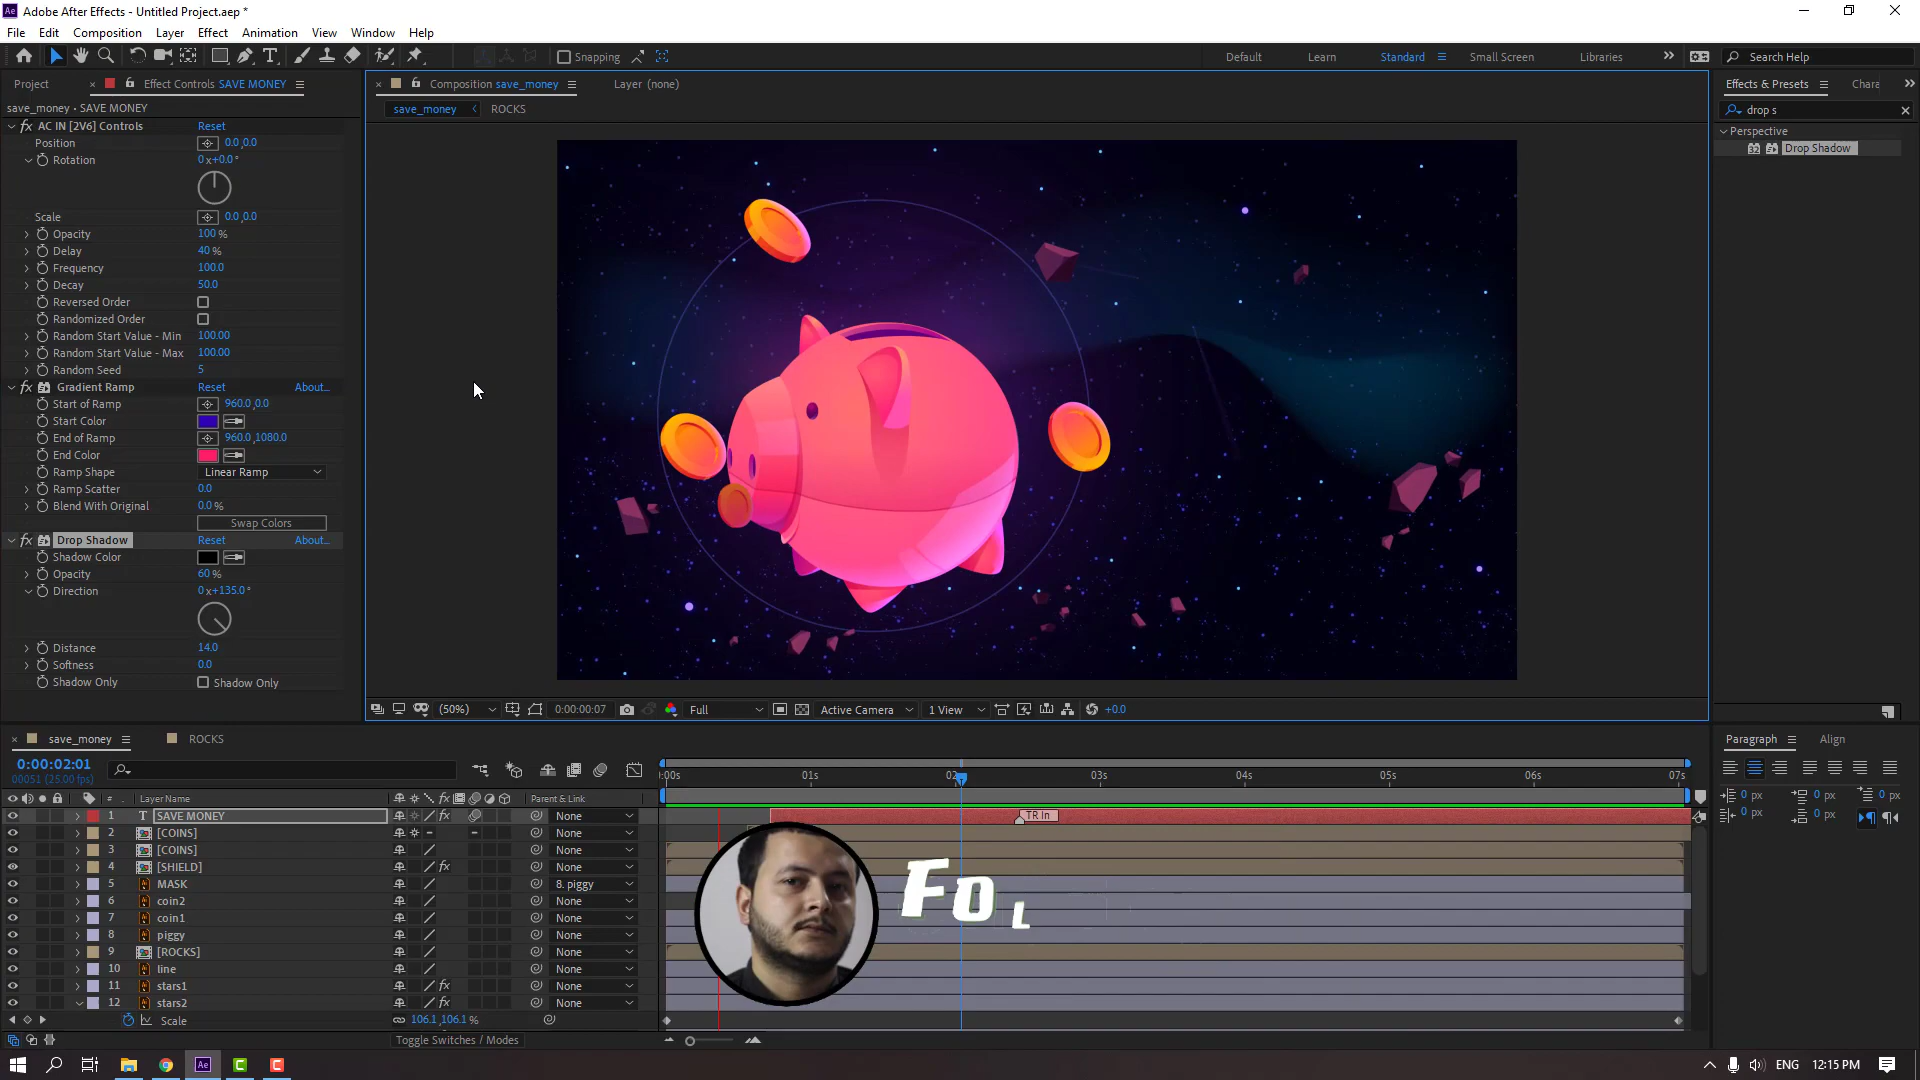 Adobe After Effects - Untitled Project.aep *
File Edit Composition Layer Effect Animation View Window Help
Snapping
Default Learn Standard Small Screen Libraries Search Help
Project Effect Controls SAVE MONEY
save_money • SAVE MONEY
AC IN [2V6] Controls Reset
Position 0.0,0.0
Rotation 0x+0.0°
Scale 0.0,0.0
Opacity 100 %
Delay 40 %
Frequency 100.0
Decay 50.0
Reversed Order
Randomized Order
Random Start Value - Min 100.00
Random Start Value - Max 100.00
Random Seed 5
Gradient Ramp Reset About...
Start of Ramp 960.0,0.0
Start Color
End of Ramp 960.0,1080.0
End Color
Ramp Shape Linear Ramp
Ramp Scatter 0.0
Blend With Original 0.0 %
Swap Colors
Drop Shadow Reset About...
Shadow Color
Opacity 60 %
Direction 0x+135.0°
Distance 14.0
Softness 0.0
Shadow Only Shadow Only
Composition save_money Layer (none)
save_money ROCKS
(50%) 0:00:00:07 Full Active Camera 1 View +0.0
Effects & Presets Chara
drop s
Perspective
Drop Shadow
save_money ROCKS
0:00:02:01
00051 (25.00 fps)
:00s 01s 02 03s 04s 05s 06s 07s
# Layer Name Parent & Link
1 T SAVE MONEY None TR In
2 [COINS] None
3 [COINS] None
4 [SHIELD] None
5 MASK 8. piggy
6 coin2 None
7 coin1 None
8 piggy None
9 [ROCKS] None
10 line None
11 stars1 None
12 stars2 None
Scale 106.1,106.1 %
Toggle Switches / Modes
FOL
Paragraph Align
0 px 0 px 0 px
0 px 0 px
ENG 12:15 PM